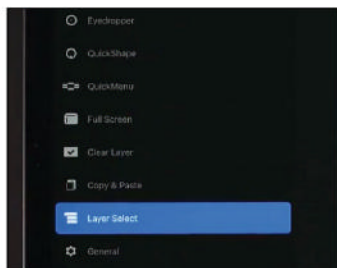 Eyedropper
QuickShape
QuickMenu
Full Screen
Clear Layer
Copy & Paste
Layer Select
General